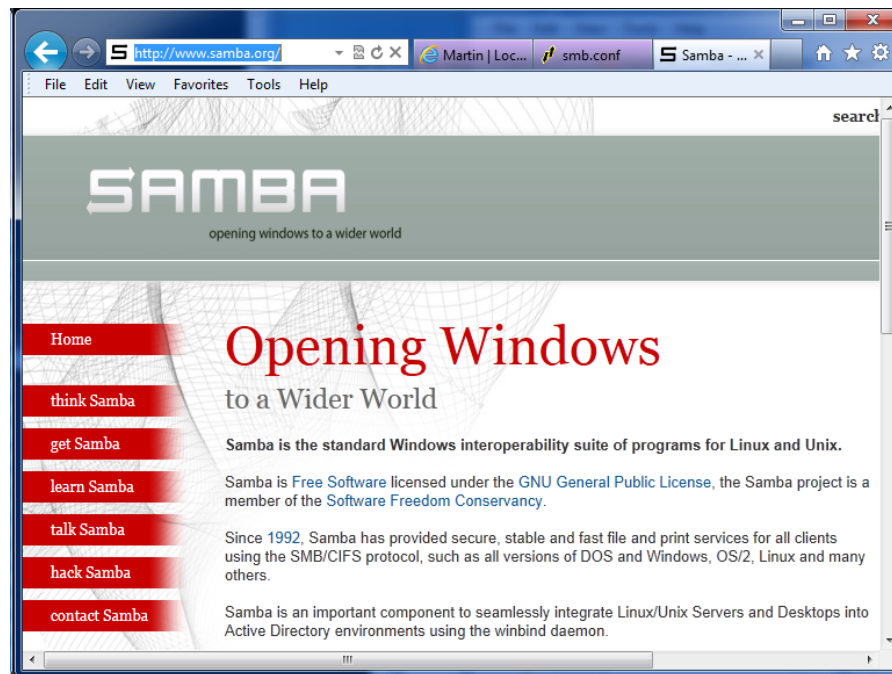 http://www.samba.org/
Martin | Loc...
smb.conf
Samba - ...
File Edit View Favorites Tools Help
search
SAMBA
opening windows to a wider world
Home
think Samba
get Samba
learn Samba
talk Samba
hack Samba
contact Samba
Opening Windows
to a Wider World
Samba is the standard Windows interoperability suite of programs for Linux and Unix.
Samba is Free Software licensed under the GNU General Public License, the Samba project is a
member of the Software Freedom Conservancy.
Since 1992, Samba has provided secure, stable and fast file and print services for all clients
using the SMB/CIFS protocol, such as all versions of DOS and Windows, OS/2, Linux and many
others.
Samba is an important component to seamlessly integrate Linux/Unix Servers and Desktops into
Active Directory environments using the winbind daemon.